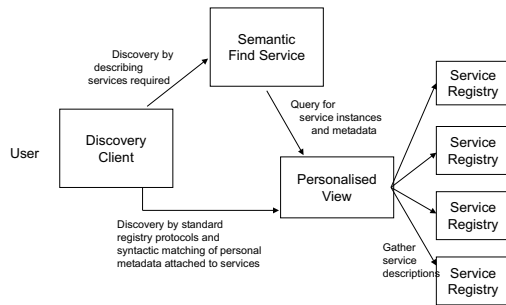 Semantic
Find Service
Discovery by
describing
services required
Service
Registry
Query for
service instances
and metadata
User
Discovery
Client
Service
Registry
Personalised
View
Service
Registry
Discovery by standard
registry protocols and
syntactic matching of personal
metadata attached to services
Gather
service
descriptions
Service
Registry